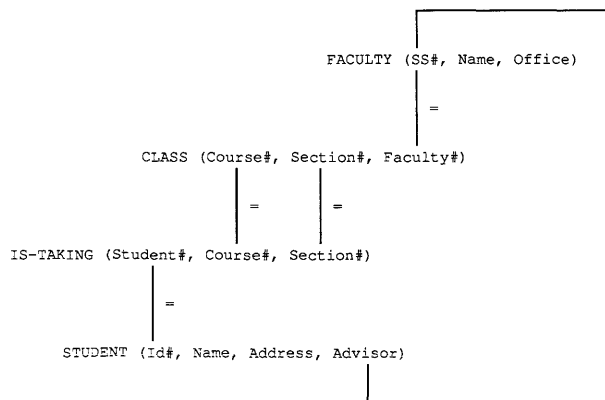 FACULTY (SS#, Name, Office)
=
CLASS (Course#, Section#, Faculty#)
= =
IS-TAKING (Student#, Course#, Section#)
=
STUDENT (Id#, Name, Address, Advisor)